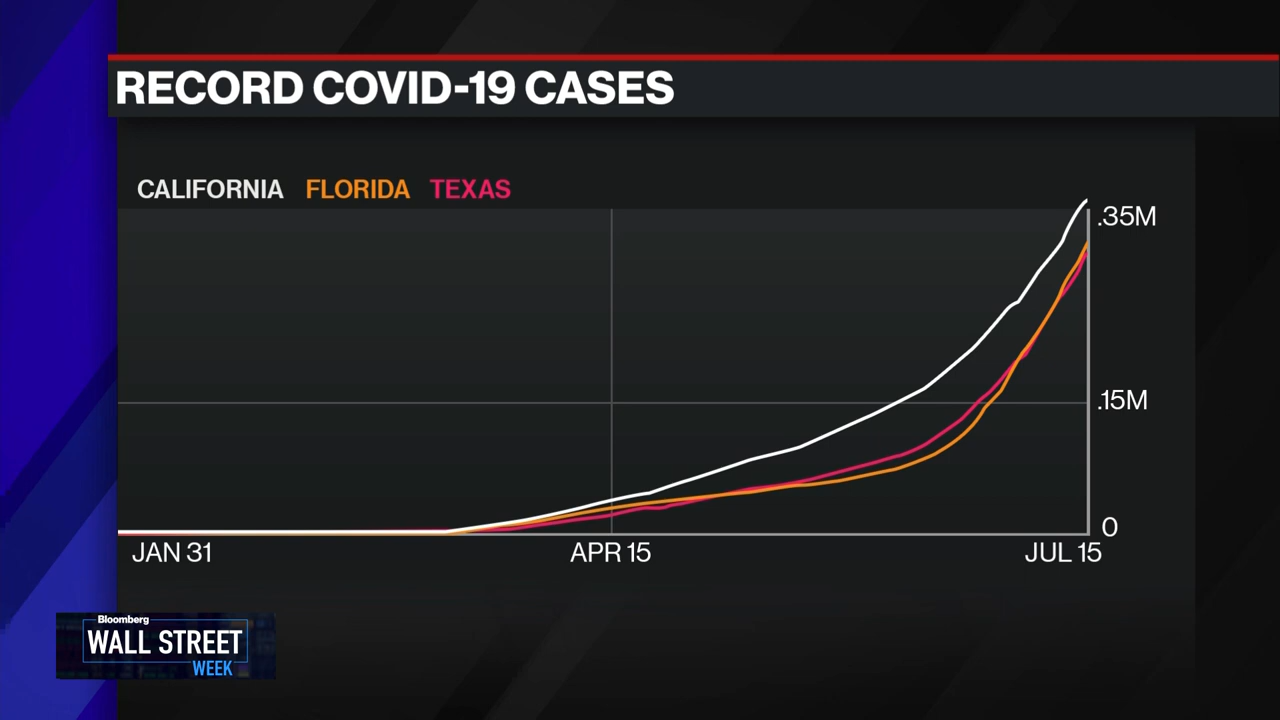 RECORD COVID-19 CASES
CALIFORNIA FLORIDA TEXAS
.35M
.15M
0
JAN 31 APR 15 JUL 15
Bloomberg
WALL STREET
WEEK